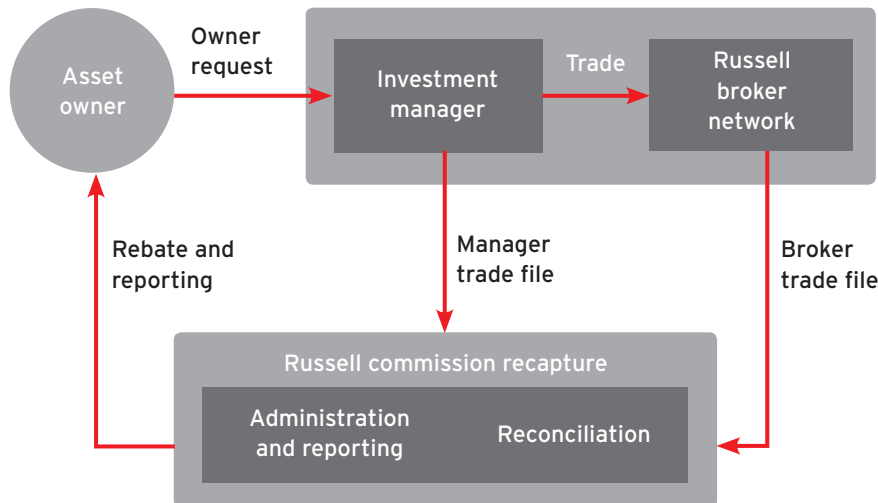 Asset
owner
Owner
request
Investment
manager
Trade
Russell
broker
network
Rebate and
reporting
Manager
trade file
Broker
trade file
Russell commission recapture
Administration
and reporting
Reconciliation